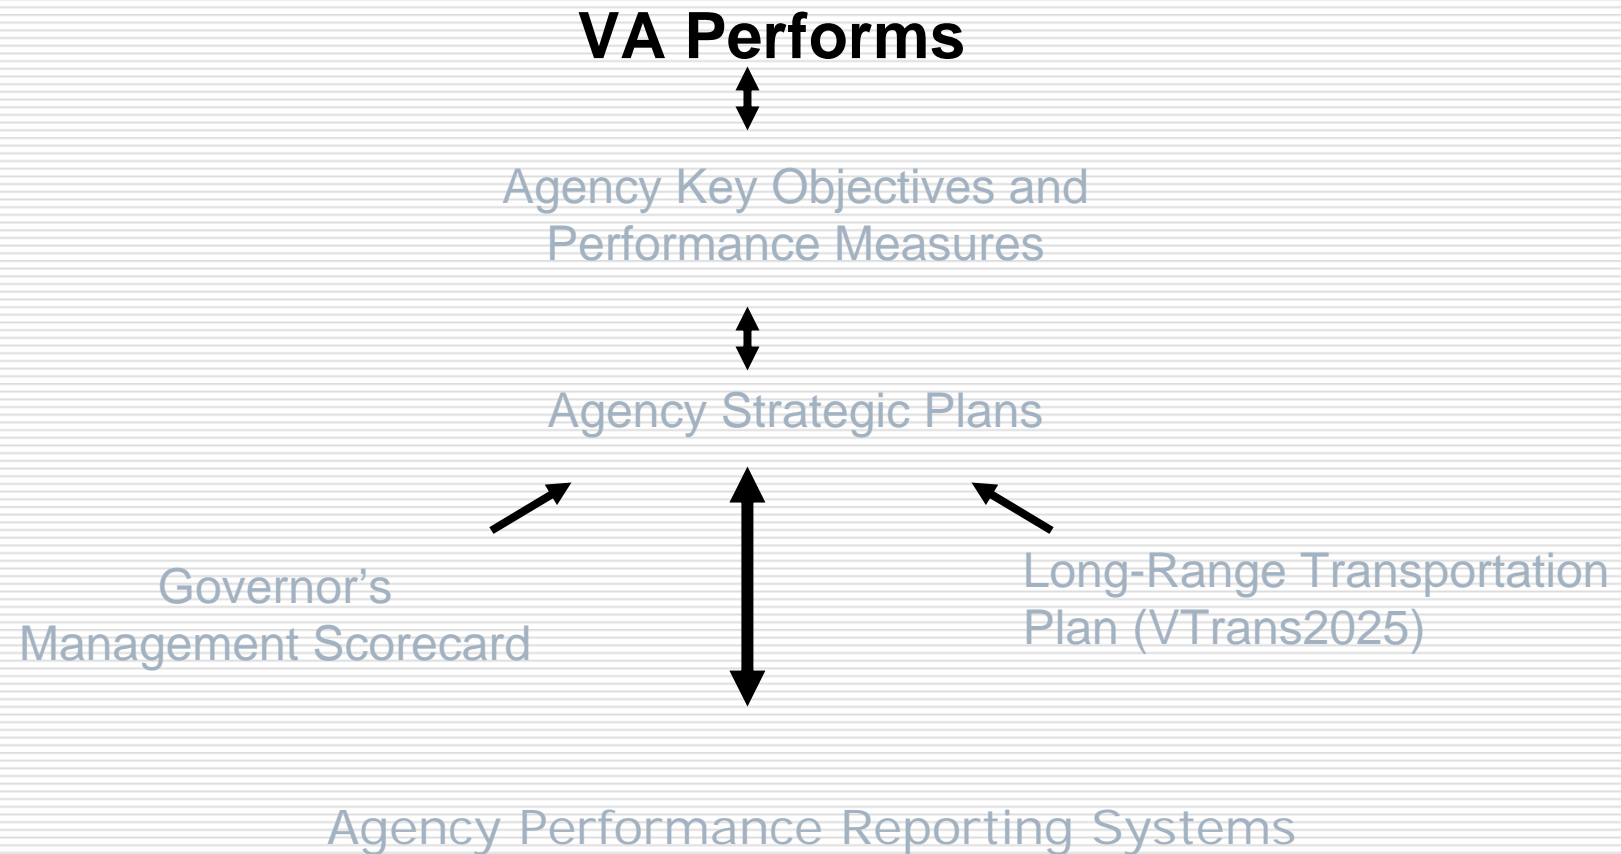 VA Performs
Agency Key Objectives and
Performance Measures
Agency Strategic Plans
Governor’s
Management Scorecard
Long-Range Transportation
Plan (VTrans2025)
Agency Performance Reporting Systems